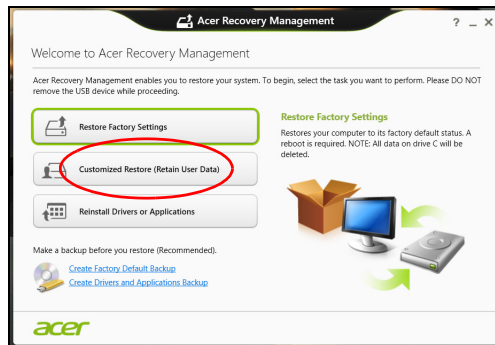 Acer Recovery Management
Welcome to Acer Recovery Management
Acer Recovery Management enables you to restore your system. To begin, select the task you want to perform. Please DO NOT
remove the USB device while proceeding.
Restore Factory Settings
Customized Restore (Retain User Data)
Reinstall Drivers or Applications
Restore Factory Settings
Restores your computer to its factory default status. A
reboot is required. NOTE: All data on drive C will be
deleted.
Make a backup before you restore (Recommended).
Create Factory Default Backup
Create Drivers and Applications Backup
acer